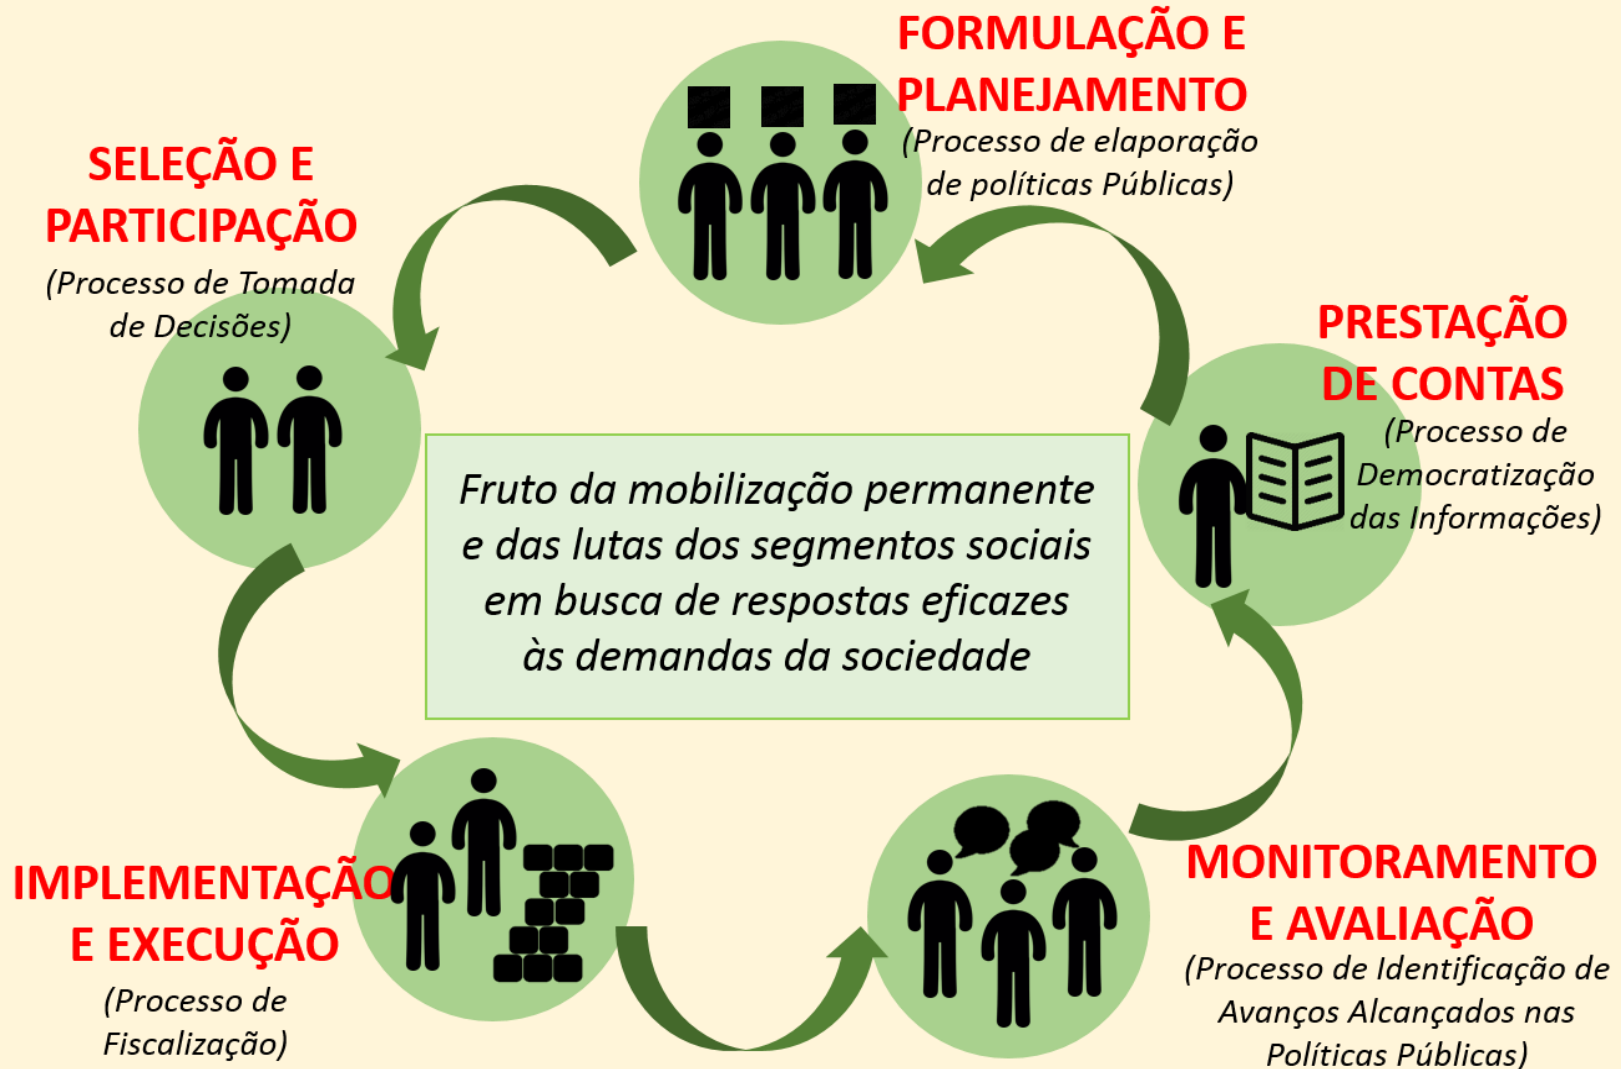 FORMULAÇÃO E
PLANEJAMENTO
(Processo de elaporação
de políticas Públicas)
SELEÇÃO E
PARTICIPAÇÃO
(Processo de Tomada
de Decisões)
PRESTAÇÃO
DE CONTAS
(Processo de
Democratização
das Informações)
Fruto da mobilização permanente
e das lutas dos segmentos sociais
em busca de respostas eficazes
às demandas da sociedade
IMPLEMENTAÇÃO
E EXECUÇÃO
(Processo de
Fiscalização)
MONITORAMENTO
E AVALIAÇÃO
(Processo de Identificação de
Avanços Alcançados nas
Políticas Públicas)